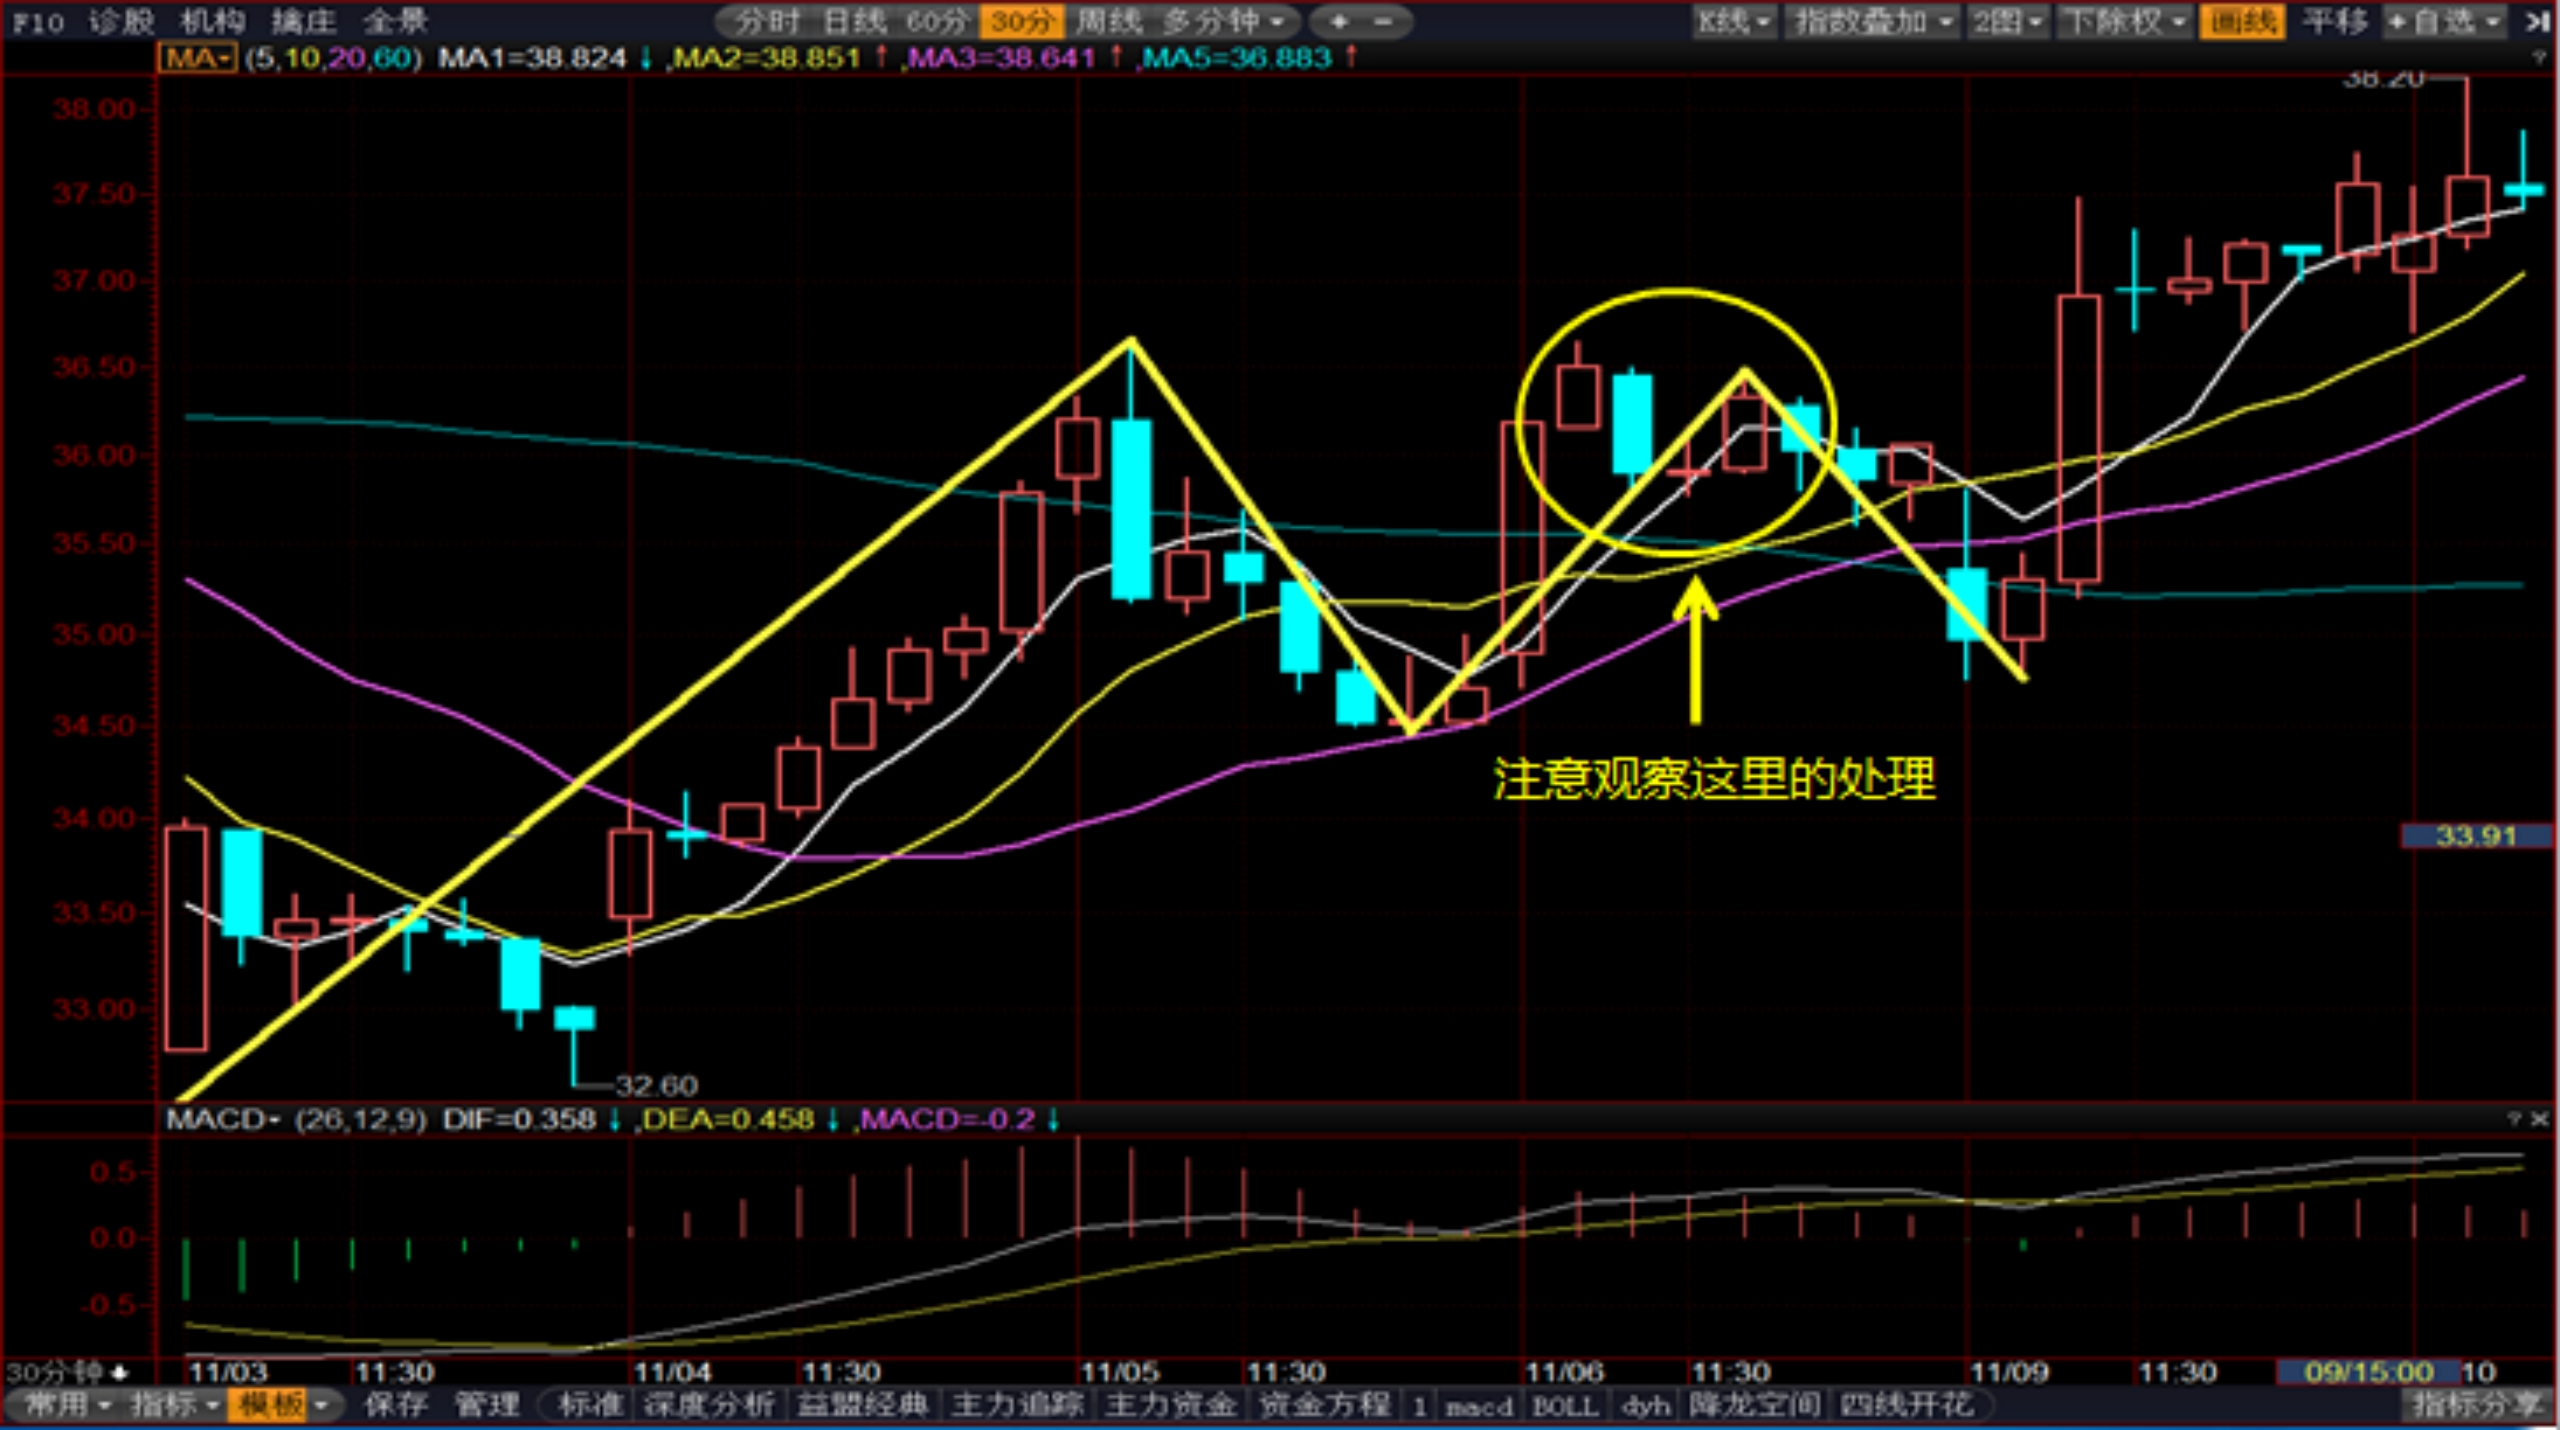 F10 诊股 机构 擒庄 全景 分时 日线 60分 30分 周线 多分钟 + - K线 指数叠加 2图 下除权 画线 平移 +自选
MA (5,10,20,60) MA1=38.824 ↓ ,MA2=38.851 ↑ ,MA3=38.641 ↑ ,MA5=36.883 ↑ ?
38.20
38.00
37.50
37.00
36.50
36.00
35.50
35.00
34.50
注意观察这里的处理
34.00
33.91
33.50
33.00
32.60
MACD (26,12,9) DIF=0.358 ↓ ,DEA=0.458 ↓ ,MACD=-0.2 ↓ ? ×
0.5
0.0
-0.5
30分钟 11/03 11:30 11/04 11:30 11/05 11:30 11/06 11:30 11/09 11:30 09/15:00 10
常用 指标 模板 保存 管理 标准 深度分析 益盟经典 主力追踪 主力资金 资金方程 1 macd BOLL dyh 降龙空间 四线开花 指标分享